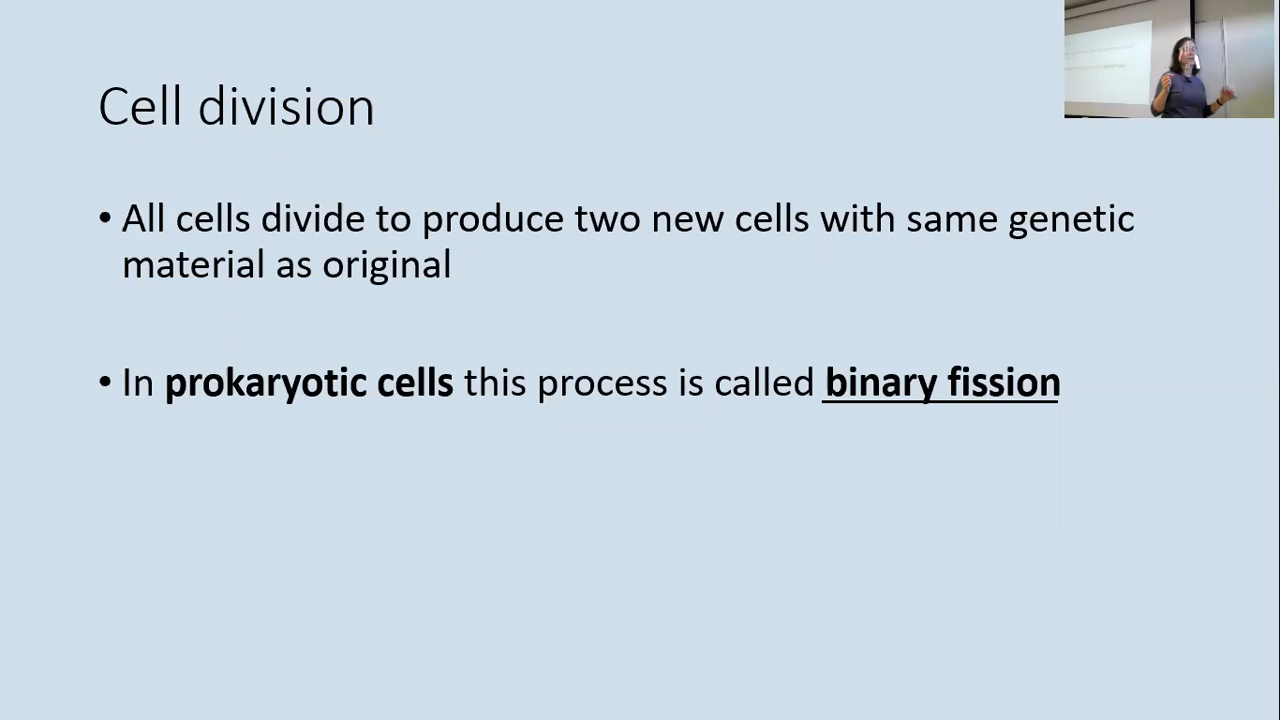 Cell division
• All cells divide to produce two new cells with same genetic
material as original
• In prokaryotic cells this process is called binary fission